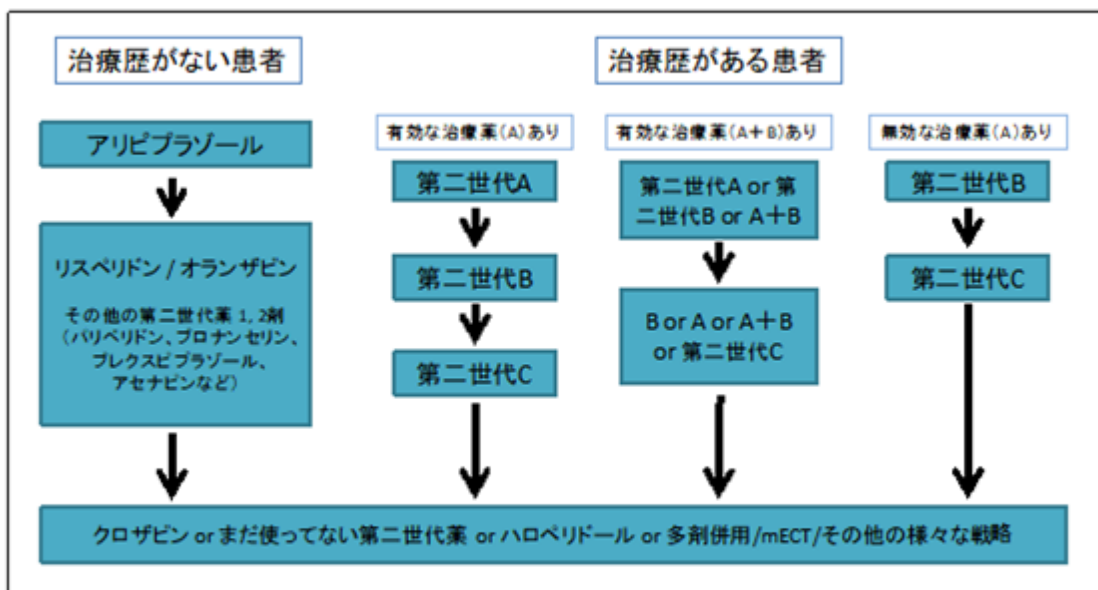 治療歴がない患者
アリピプラゾール
リスペリドン / オランザピン
その他の第二世代薬 1, 2剤
（パリペリドン、ブロナンセリン、
ブレクスピプラゾール、
アセナピンなど）
治療歴がある患者
有効な治療薬(A)あり
第二世代A
第二世代B
第二世代C
有効な治療薬(A＋B)あり
第二世代A or 第
二世代B or A＋B
B or A or A＋B
or 第二世代C
無効な治療薬(A)あり
第二世代B
第二世代C
クロザピン or まだ使ってない第二世代薬 or ハロペリドール or 多剤併用/mECT/その他の様々な戦略